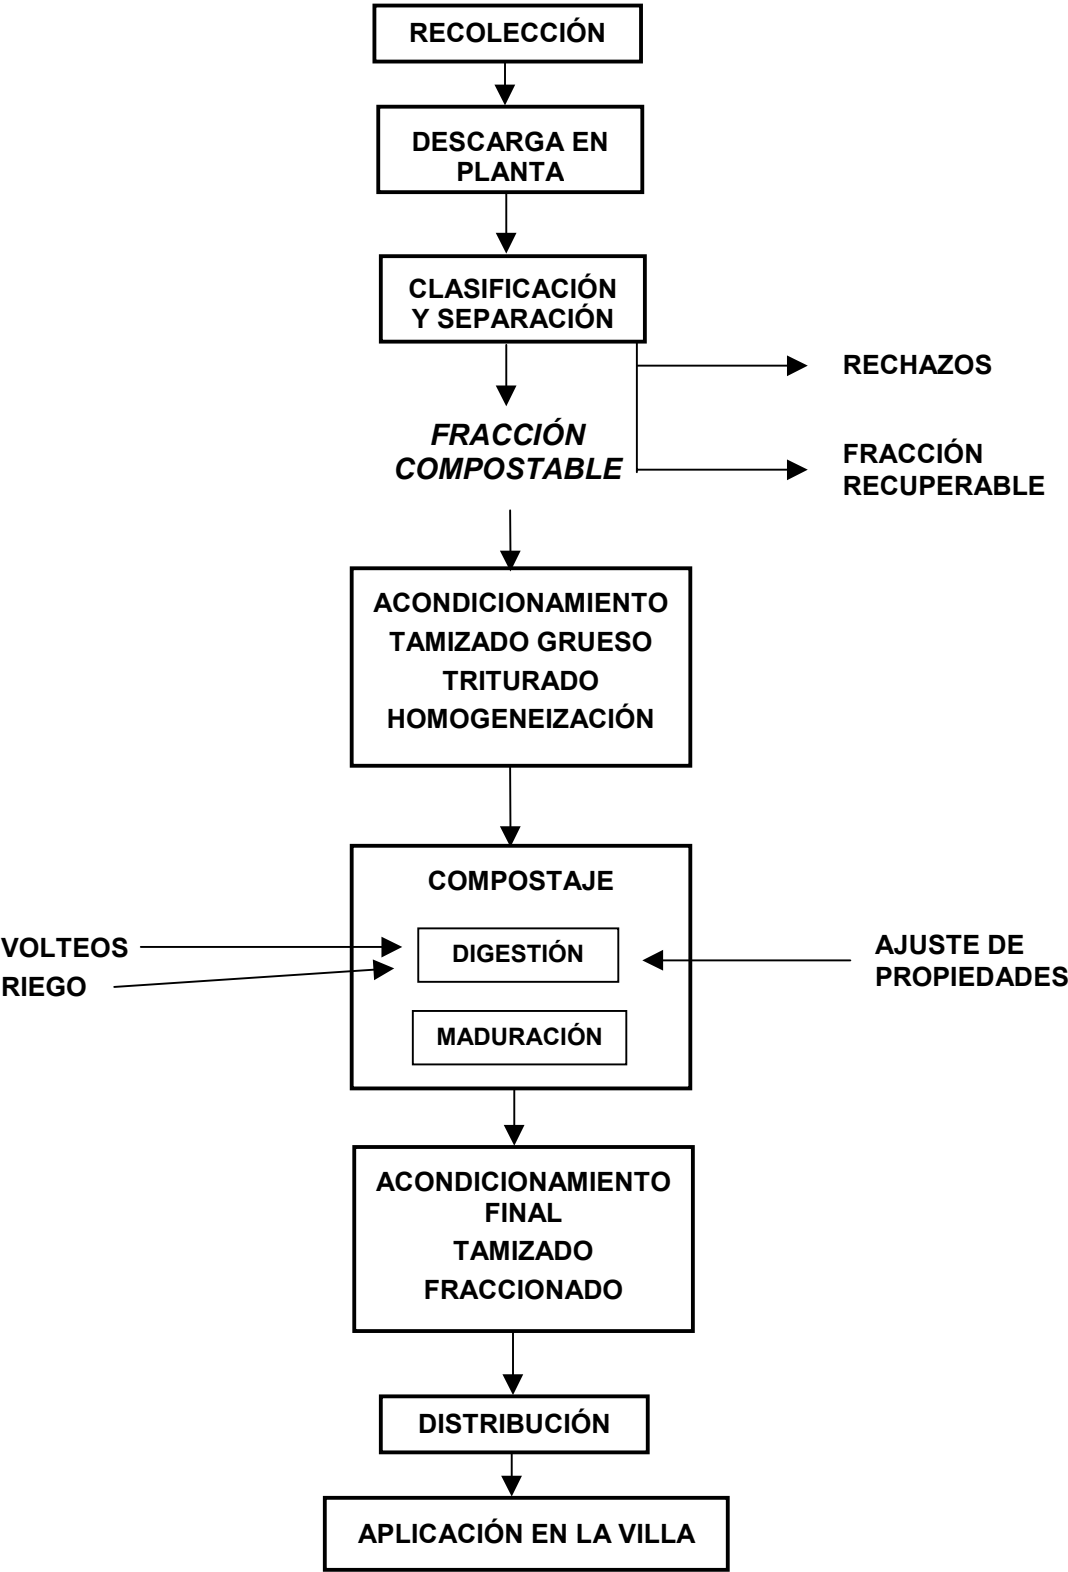 RECOLECCIÓN
DESCARGA EN
PLANTA
CLASIFICACIÓN
Y SEPARACIÓN
RECHAZOS
FRACCIÓN
COMPOSTABLE
FRACCIÓN
RECUPERABLE
ACONDICIONAMIENTO
TAMIZADO GRUESO
TRITURADO
HOMOGENEIZACIÓN
COMPOSTAJE
VOLTEOS
RIEGO
DIGESTIÓN
AJUSTE DE
PROPIEDADES
MADURACIÓN
ACONDICIONAMIENTO
FINAL
TAMIZADO
FRACCIONADO
DISTRIBUCIÓN
APLICACIÓN EN LA VILLA